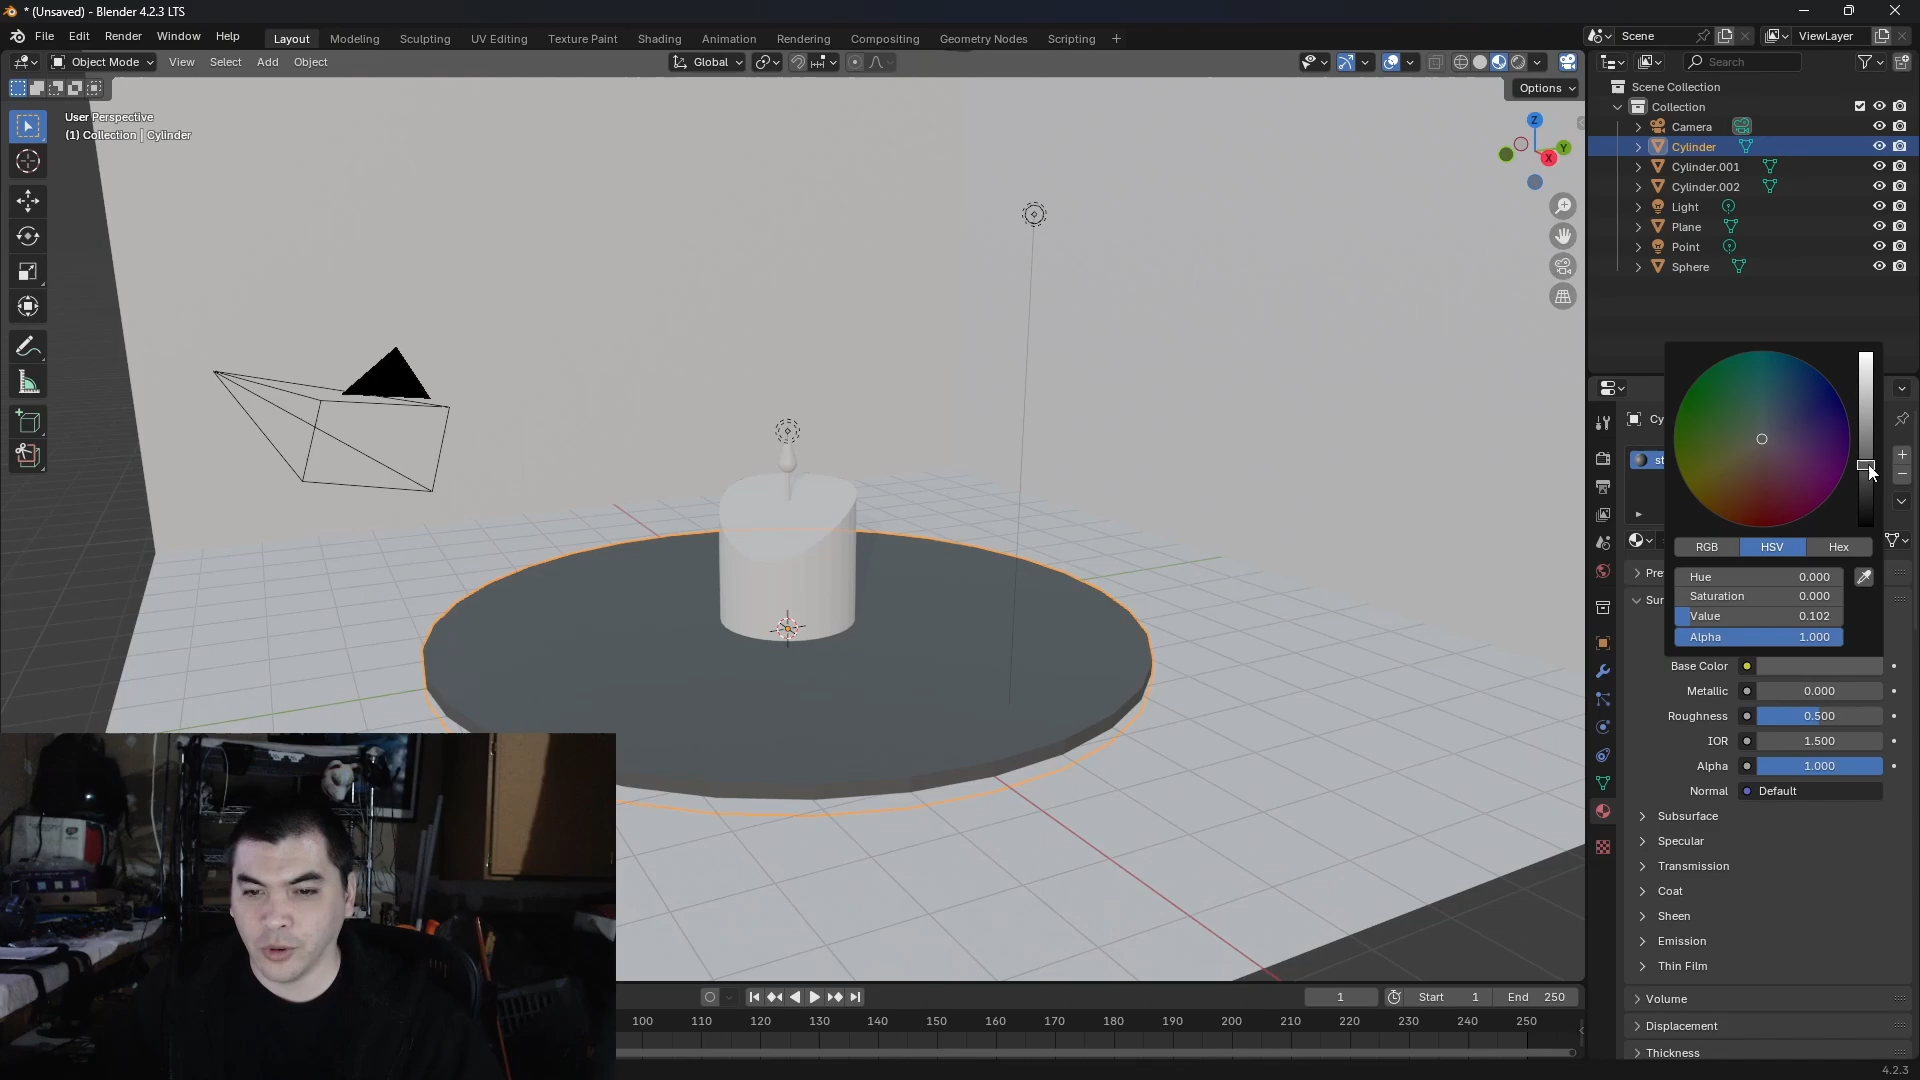 * (Unsaved) - Blender 4.2.3 LTS
File Edit Render Window Help
Layout Modeling Sculpting UV Editing Texture Paint Shading Animation Rendering Compositing Geometry Nodes Scripting +
Scene
ViewLayer
Object Mode View Select Add Object
Global
Search
Options
User Perspective
(1) Collection | Cylinder
Z
Y
X
Scene Collection
Collection
Camera
Cylinder
Cylinder.001
Cylinder.002
Light
Plane
Point
Sphere
Cy
st
RGB HSV Hex
Hue 0.000
Saturation 0.000
Value 0.102
Alpha 1.000
Pre
Sur
Base Color
Metallic 0.000
Roughness 0.500
IOR 1.500
Alpha 1.000
Normal Default
Subsurface
Specular
Transmission
Coat
Sheen
Emission
Thin Film
Volume
Displacement
Thickness
1 Start 1 End 250
100 110 120 130 140 150 160 170 180 190 200 210 220 230 240 250
4.2.3